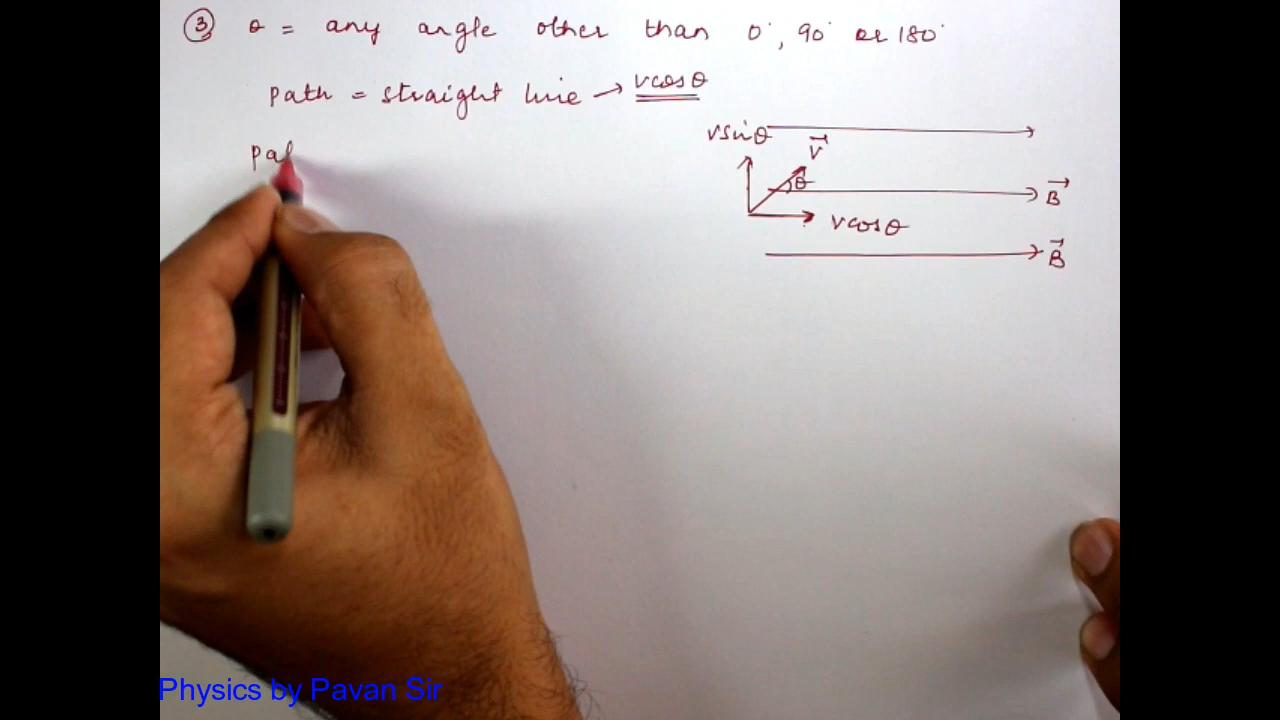 ③ θ = any angle other than 0°, 90° or 180°
path = straight line → vcosθ
pat
vsinθ
v⃗
θ
B⃗
vcosθ
B⃗
Physics by Pavan Sir